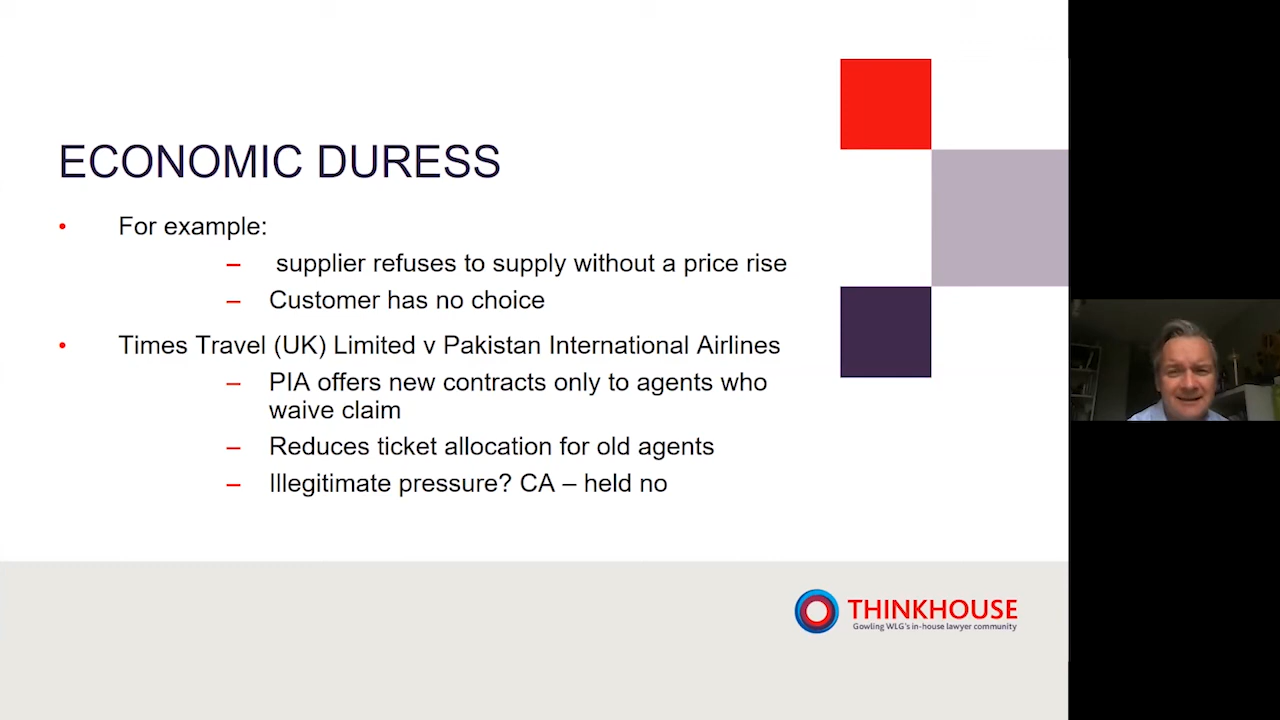 ECONOMIC DURESS
• For example:
– supplier refuses to supply without a price rise
– Customer has no choice
• Times Travel (UK) Limited v Pakistan International Airlines
– PIA offers new contracts only to agents who
waive claim
– Reduces ticket allocation for old agents
– Illegitimate pressure? CA – held no
THINKHOUSE
Gowling WLG's in-house lawyer community